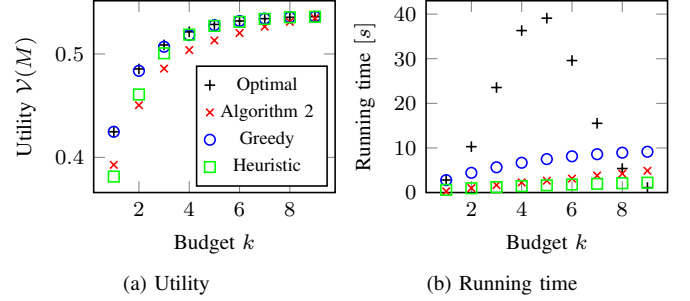 0.5
0.4
2
4
6
8
Utility V(M)
Budget k
Optimal
Algorithm 2
Greedy
Heuristic
(a) Utility
40
30
20
10
0
2
4
6
8
Running time [s]
Budget k
(b) Running time